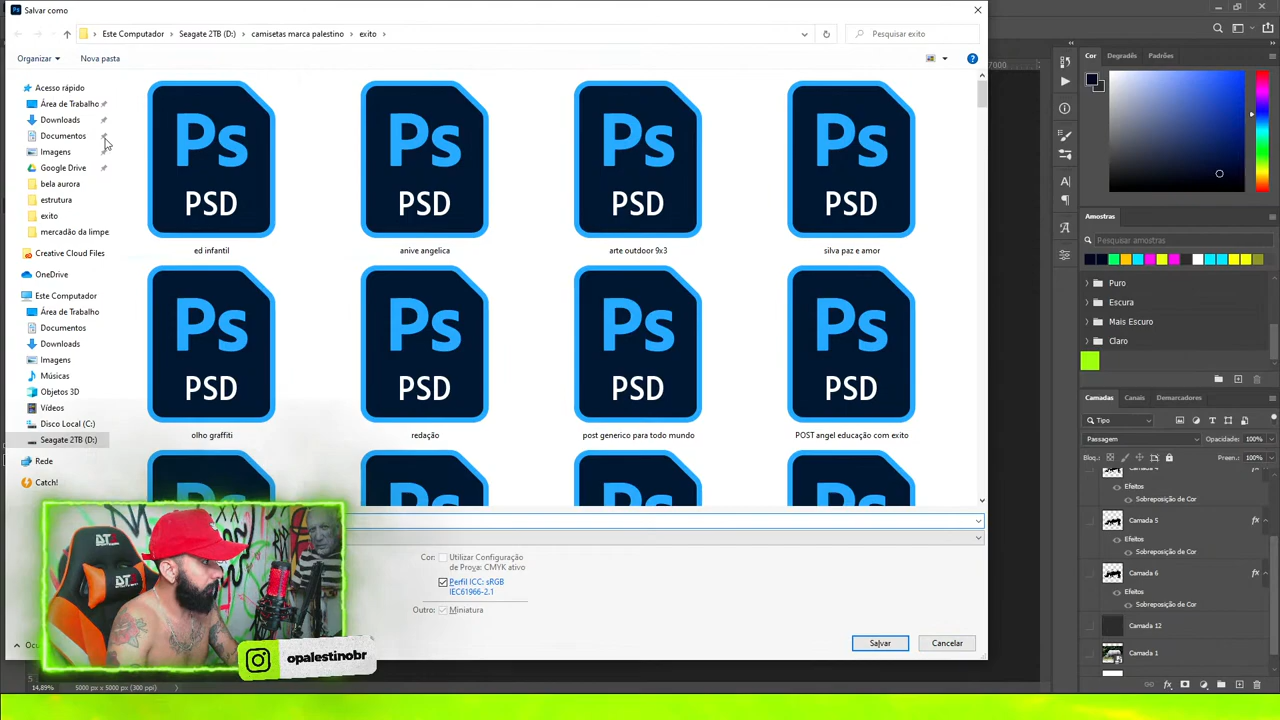 Salvar como
Este Computador > Seagate 2TB (D:) > camisetas marca palestino > exito >
Pesquisar exito
Organizar
Nova pasta
Acesso rápido
Área de Trabalho
Downloads
Documentos
Imagens
Google Drive
bela aurora
estrutura
exito
mercadão da limpe
Creative Cloud Files
OneDrive
Este Computador
Área de Trabalho
Documentos
Downloads
Imagens
Músicas
Objetos 3D
Vídeos
Disco Local (C:)
Seagate 2TB (D:)
Rede
Catch!
Ps
PSD
ed infantil
Ps
PSD
anive angelica
Ps
PSD
arte outdoor 9x3
Ps
PSD
silva paz e amor
Ps
PSD
olho graffiti
Ps
PSD
redação
Ps
PSD
post generico para todo mundo
Ps
PSD
POST angel educação com exito
Cor:
Utilizar Configuração
de Prova: CMYK ativo
Perfil ICC: sRGB
IEC61966-2.1
Outro:
Miniatura
Salvar
Cancelar
opalestinobr
14,89%
5000 px x 5000 px (300 ppi)
7000
Cor
Degradês
Padrões
Amostras
Pesquisar amostras
Puro
Escura
Mais Escuro
Claro
Camadas
Canais
Demarcadores
Tipo
Passagem
Opacidade: 100%
Bloq.:
Preen.: 100%
Efeitos
Sobreposição de Cor
Camada 5
fx
Efeitos
Sobreposição de Cor
Camada 6
fx
Efeitos
Sobreposição de Cor
Camada 12
Camada 1